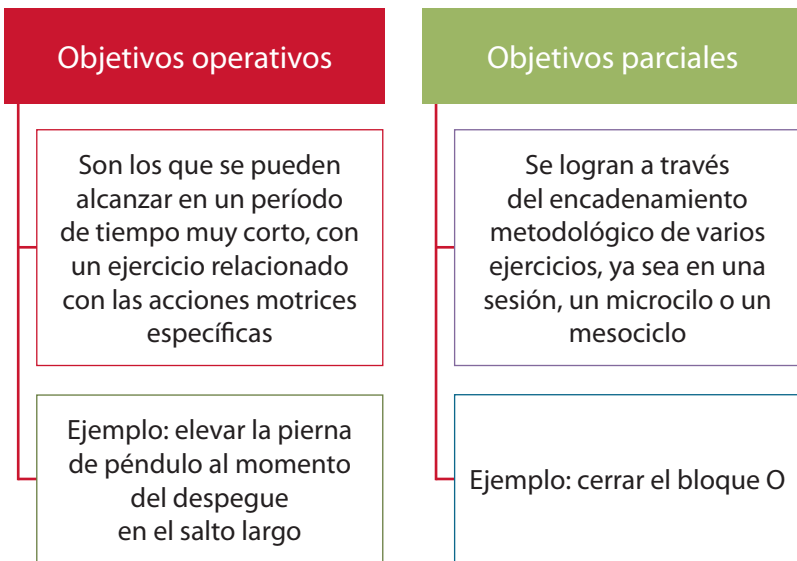 Objetivos operativos
Son los que se pueden
alcanzar en un período
de tiempo muy corto, con
un ejercicio relacionado
con las acciones motrices
específicas
Ejemplo: elevar la pierna
de péndulo al momento
del despegue
en el salto largo
Objetivos parciales
Se logran a través
del encadenamiento
metodológico de varios
ejercicios, ya sea en una
sesión, un microcilo o un
mesociclo
Ejemplo: cerrar el bloque O